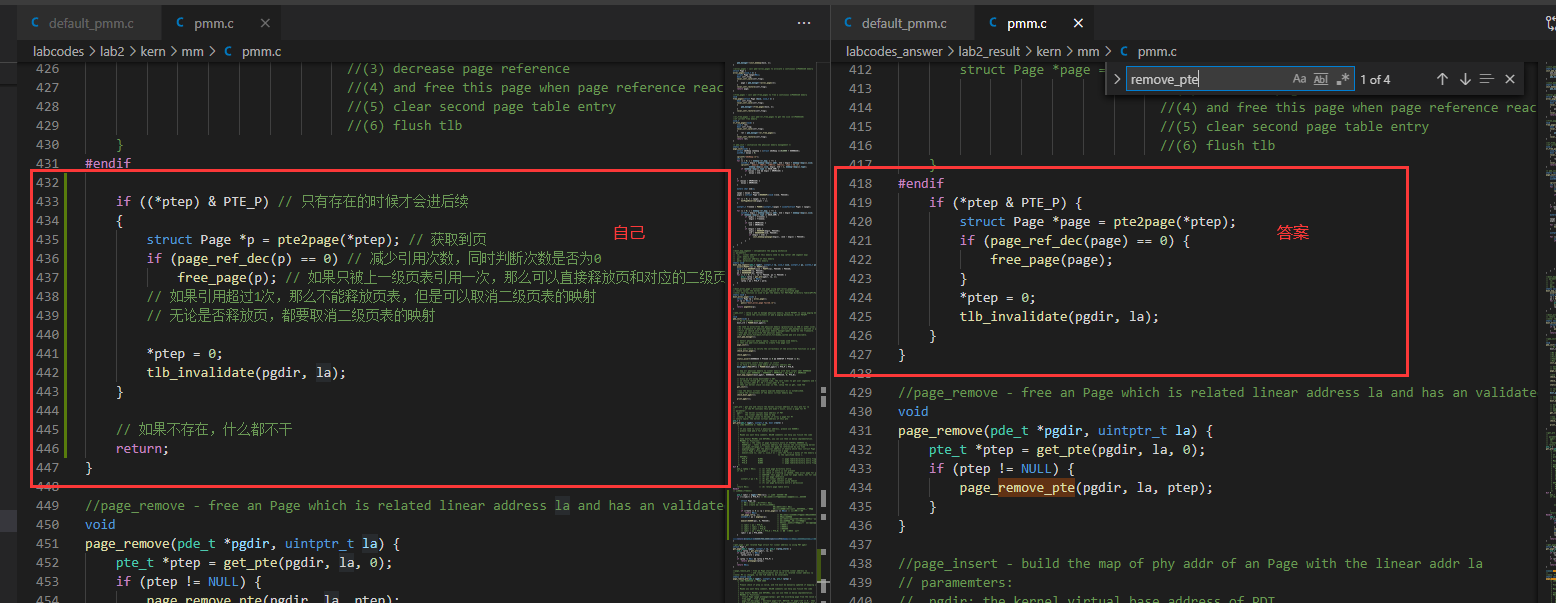 default_pmm.c
pmm.c
labcodes > lab2 > kern > mm > C pmm.c
426 //(3) decrease page reference
427 //(4) and free this page when page reference reac
428 //(5) clear second page table entry
429 //(6) flush tlb
430 }
431 #endif
432
433 if ((*ptep) & PTE_P) // 只有存在的时候才会进后续
434 {
435 struct Page *p = pte2page(*ptep); // 获取到页
436 if (page_ref_dec(p) == 0) // 减少引用次数，同时判断次数是否为0
437 free_page(p); // 如果只被上一级页表引用一次，那么可以直接释放页和对应的二级页
438 // 如果引用超过1次，那么不能释放页表，但是可以取消二级页表的映射
439 // 无论是否释放页，都要取消二级页表的映射
440
441 *ptep = 0;
442 tlb_invalidate(pgdir, la);
443 }
444
445 // 如果不存在，什么都不干
446 return;
447 }
448
自己
449 //page_remove - free an Page which is related linear address la and has an validate
450 void
451 page_remove(pde_t *pgdir, uintptr_t la) {
452 pte_t *ptep = get_pte(pgdir, la, 0);
453 if (ptep != NULL) {
454 page_remove_pte(pgdir, la, ptep);
default_pmm.c
pmm.c
labcodes_answer > lab2_result > kern > mm > C pmm.c
remove_pte
Aa Abl .* 1 of 4
412 struct Page *page =
413
414 //(4) and free this page when page reference reac
415 //(5) clear second page table entry
416 //(6) flush tlb
417 }
418 #endif
419 if (*ptep & PTE_P) {
420 struct Page *page = pte2page(*ptep);
421 if (page_ref_dec(page) == 0) {
422 free_page(page);
423 }
424 *ptep = 0;
425 tlb_invalidate(pgdir, la);
426 }
427 }
428
答案
429 //page_remove - free an Page which is related linear address la and has an validate
430 void
431 page_remove(pde_t *pgdir, uintptr_t la) {
432 pte_t *ptep = get_pte(pgdir, la, 0);
433 if (ptep != NULL) {
434 page_remove_pte(pgdir, la, ptep);
435 }
436 }
437
438 //page_insert - build the map of phy addr of an Page with the linear addr la
439 // paramemters:
440 // pgdir: the kernel virtual base address of PDT